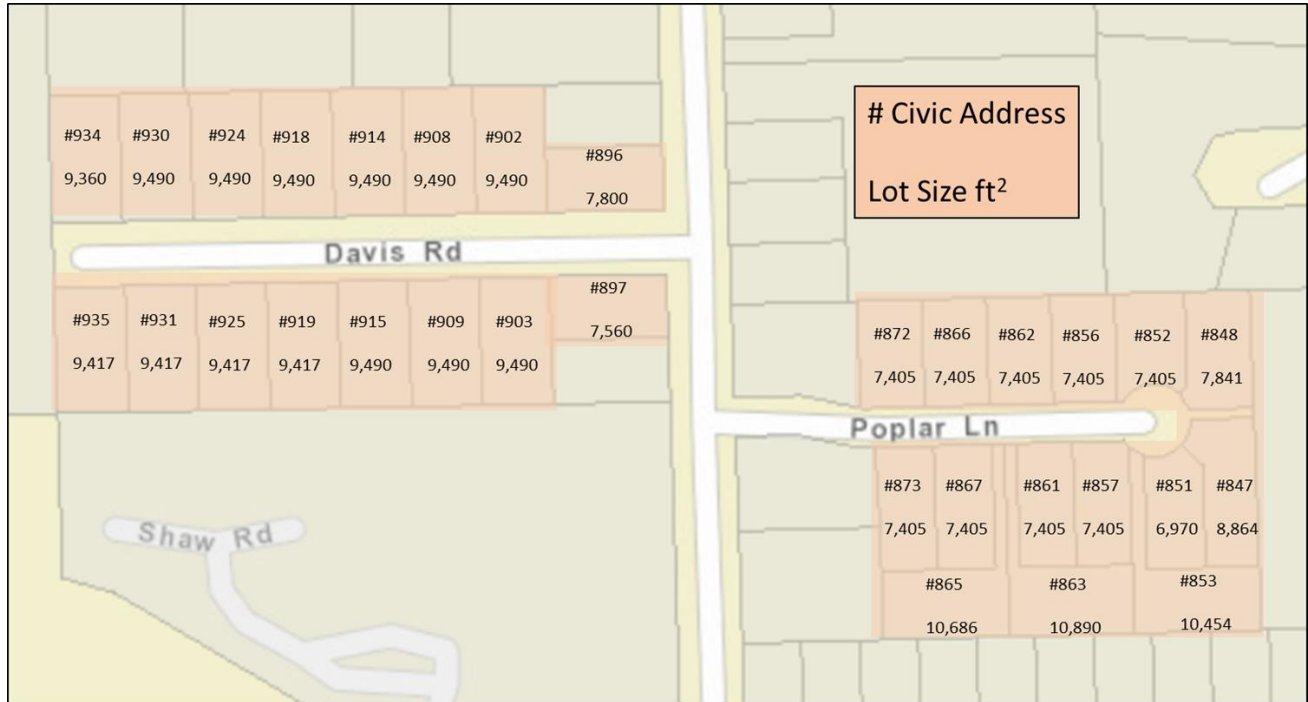 # Civic Address
Lot Size ft²
#934 #930 #924 #918 #914 #908 #902
9,360 9,490 9,490 9,490 9,490 9,490 9,490
#896
7,800
Davis Rd
#897
7,560
#935 #931 #925 #919 #915 #909 #903
9,417 9,417 9,417 9,417 9,490 9,490 9,490
#872 #866 #862 #856 #852 #848
7,405 7,405 7,405 7,405 7,405 7,841
Poplar Ln
#873 #867 #861 #857 #851 #847
7,405 7,405 7,405 7,405 6,970 8,864
#865 #863 #853
10,686 10,890 10,454
Shaw Rd